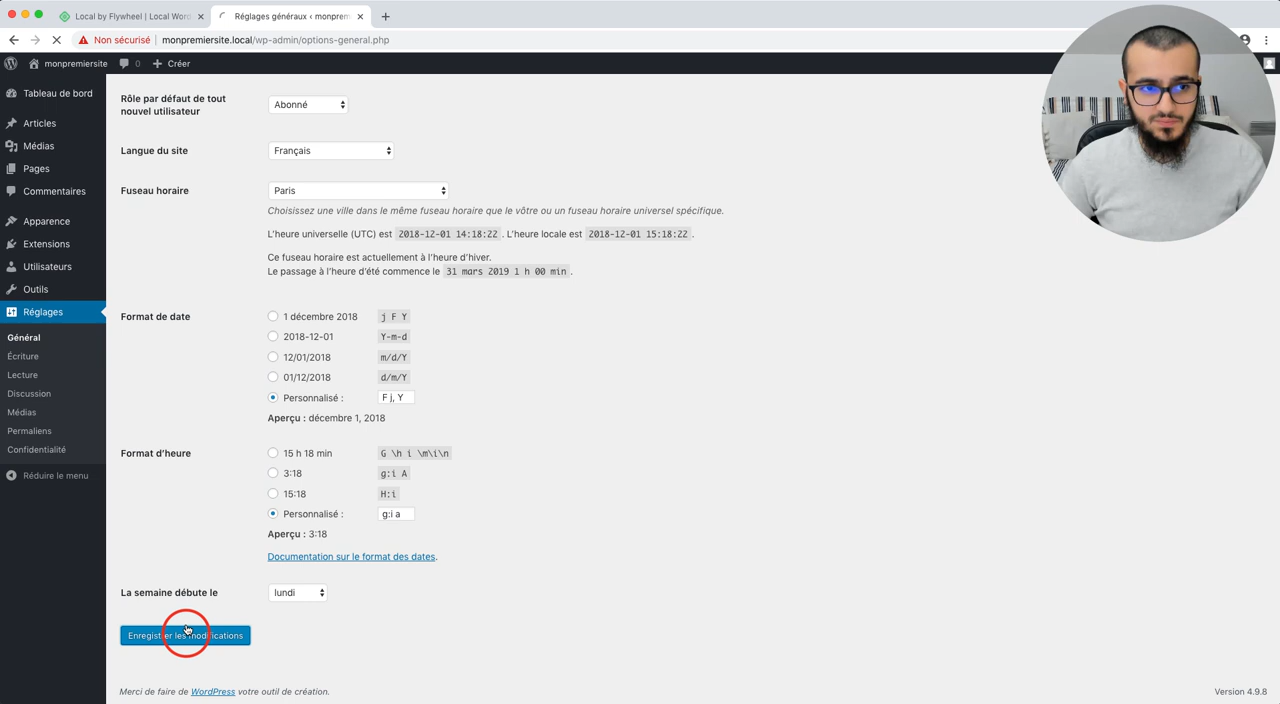 Local by Flywheel | Local Word
Réglages généraux ‹ monprem
Non sécurisé monpremiersite.local/wp-admin/options-general.php
monpremiersite 0 Créer
Tableau de bord
Articles
Médias
Pages
Commentaires
Apparence
Extensions
Utilisateurs
Outils
Réglages
Général
Écriture
Lecture
Discussion
Médias
Permaliens
Confidentialité
Réduire le menu
Rôle par défaut de tout
nouvel utilisateur
Abonné
Langue du site
Français
Fuseau horaire
Paris
Choisissez une ville dans le même fuseau horaire que le vôtre ou un fuseau horaire universel spécifique.
L'heure universelle (UTC) est 2018-12-01 14:18:22. L'heure locale est 2018-12-01 15:18:22.
Ce fuseau horaire est actuellement à l'heure d'hiver.
Le passage à l'heure d'été commence le 31 mars 2019 1 h 00 min.
Format de date
1 décembre 2018 j F Y
2018-12-01 Y-m-d
12/01/2018 m/d/Y
01/12/2018 d/m/Y
Personnalisé : F j, Y
Aperçu : décembre 1, 2018
Format d'heure
15 h 18 min G \h i \m\i\n
3:18 g:i A
15:18 H:i
Personnalisé : g:i a
Aperçu : 3:18
Documentation sur le format des dates.
La semaine débute le
lundi
Enregistrer les modifications
Merci de faire de WordPress votre outil de création.
Version 4.9.8